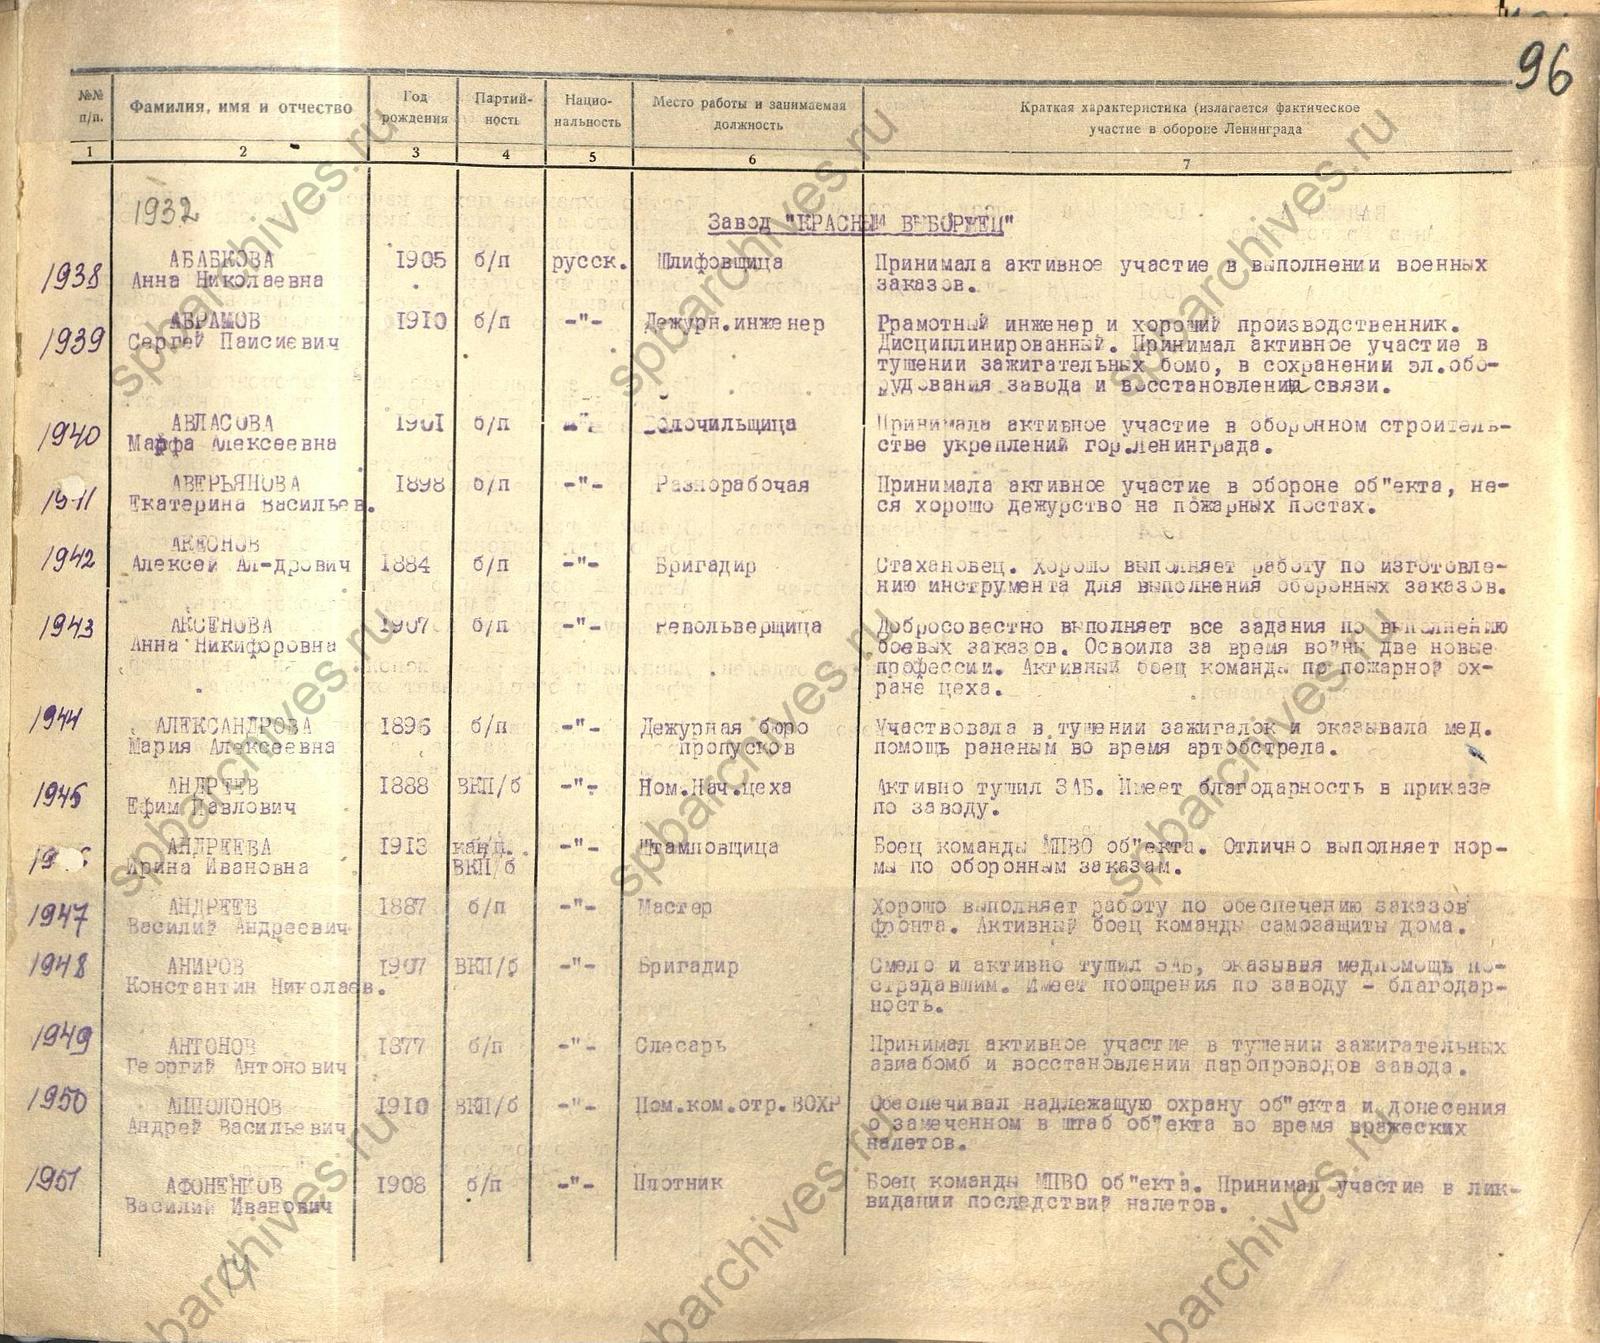 96
№№ п/п.
Фамилия, имя и отчество
Год рождения
Партий-ность
Нацио-нальность
Место работы и занимаемая должность
Краткая характеристика (излагается фактическое участие в обороне Ленинграда
1 2 3 4 5 6 7
1932
Завод "КРАСНЫЙ ВЫБОРЖЕЦ"
1938 АБАБКОВА 1905 б/п русск. Шлифовщица Принимала активное участие в выполнении военных
Анна Николаевна заказов.
1939 АБРАМОВ 1910 б/п -"- Дежурн.инженер Ррамотный инженер и хороший производственник.
Сергей Паисиевич Дисциплинированный. Принимал активное участие в
тушении зажигательных бомб, в сохранении эл.обо-
рудования завода и восстановлении связи.
1940 АВЛАСОВА 1901 б/п -"- Волочильщица Принимала активное участие в оборонном строитель-
Марфа Алексеевна стве укреплений гор.Ленинграда.
1941 АВЕРЬЯНОВА 1898 б/п -"- Разнорабочая Принимала активное участие в обороне об"екта, не-
Екатерина Васильев. ся хорошо дежурство на пожарных постах.
1942 АКСОНОВ
Алексей Ал-дрович 1884 б/п -"- Бригадир Стахановец. Хорошо выполняет работу по изготовле-
нию инструмента для выполнения оборонных заказов.
1943 АКСЕНОВА 1907 б/п -"- Револьверщица Добросовестно выполняет все задания по выполнению
Анна Никифоровна боевых заказов. Освоила за время войны две новые
профессии. Активный боец команды по пожарной ох-
ране цеха.
1944 АЛЕКСАНДРОВА 1896 б/п -"- Дежурная бюро Участвовала в тушении зажигалок и оказывала мед.
Мария Алексеевна пропусков помощь раненым во время артобстрела.
1945 АНДРЕЕВ 1888 ВКП/б -"- Пом.Нач.цеха Активно тушил ЗАБ. Имеет благодарность в приказе
Ефим Павлович по заводу.
АНДРЕЕВА 1913 канд. -"- Штамповщица Боец команды МПВО об"екта. Отлично выполняет нор-
Ирина Ивановна ВКП/б мы по оборонным заказам.
1947 АНДРЕЕВ 1887 б/п -"- Мастер Хорошо выполняет работу по обеспечению заказов
Василий Андреевич фронта. Активный боец команды самозащиты дома.
1948 АНИРОВ 1907 ВКП/б -"- Бригадир Смело и активно тушил ЗАБ, оказывая медпомощь по-
Константин Николаев. страдавшим. Имеет поощрения по заводу - благодар-
ность.
1949 АНТОНОВ 1877 б/п -"- Слесарь Принимал активное участие в тушении зажигательных
Георгий Антонович авиабомб и восстановлении паропроводов завода.
1950 АППОЛОНОВ 1910 ВКП/б -"- Пом.ком.отр.ВОХР Обеспечивал надлежащую охрану об"екта и донесения
Андрей Васильевич о замеченном в штаб об"екта во время вражеских
налетов.
1951 АФОНЕНКОВ 1908 б/п -"- Плотник Боец команды МПВО об"екта. Принимал участие в лик-
Василий Иванович видации последствий налетов.
14
spbarchives.ru